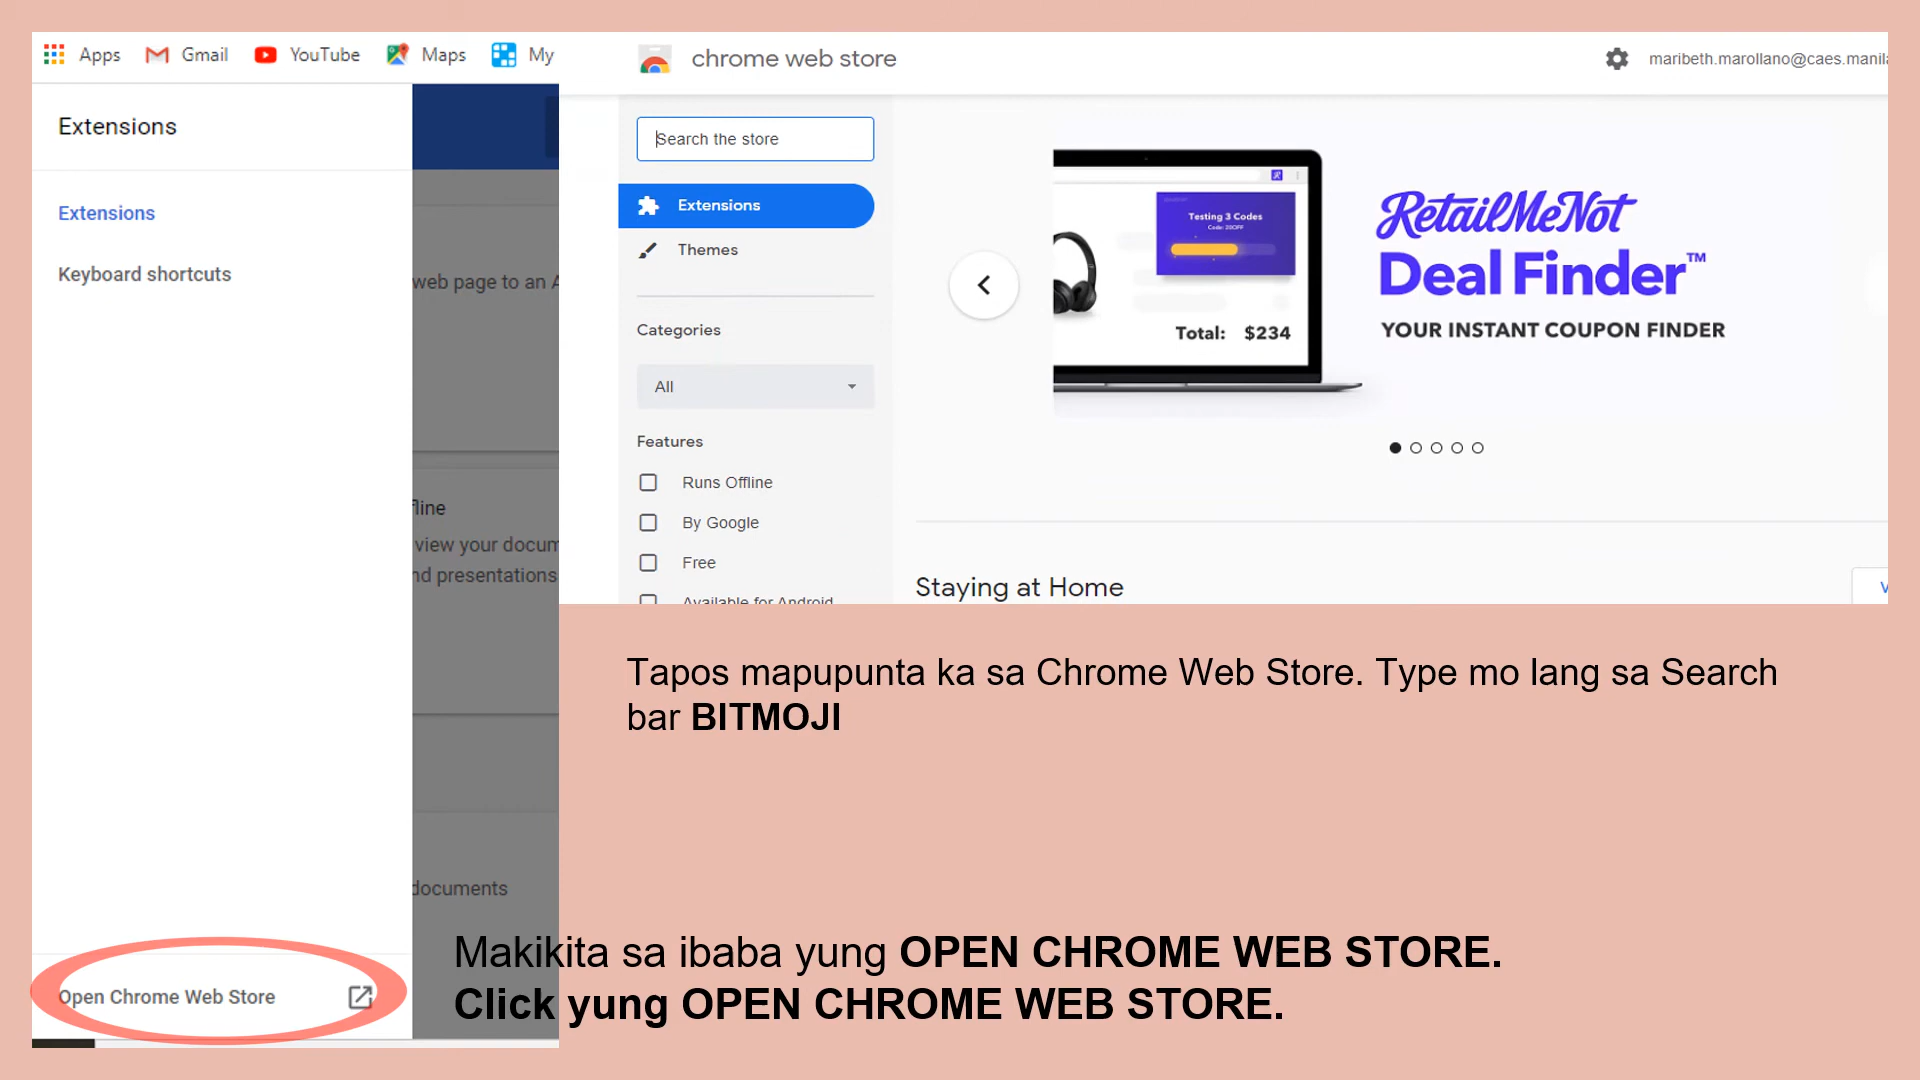 Apps Gmail YouTube Maps My
Extensions
Extensions
Keyboard shortcuts
web page to an A
fline
view your docum
nd presentations
documents
Open Chrome Web Store
chrome web store
maribeth.marollano@caes.manila
Search the store
Extensions
Themes
Categories
All
Features
Runs Offline
By Google
Free
Available for Android
Testing 3 Codes
Code: 20OFF
Total: $234
RetailMeNot
Deal Finder™
YOUR INSTANT COUPON FINDER
Staying at Home
V
Tapos mapupunta ka sa Chrome Web Store. Type mo lang sa Search
bar BITMOJI
Makikita sa ibaba yung OPEN CHROME WEB STORE.
Click yung OPEN CHROME WEB STORE.